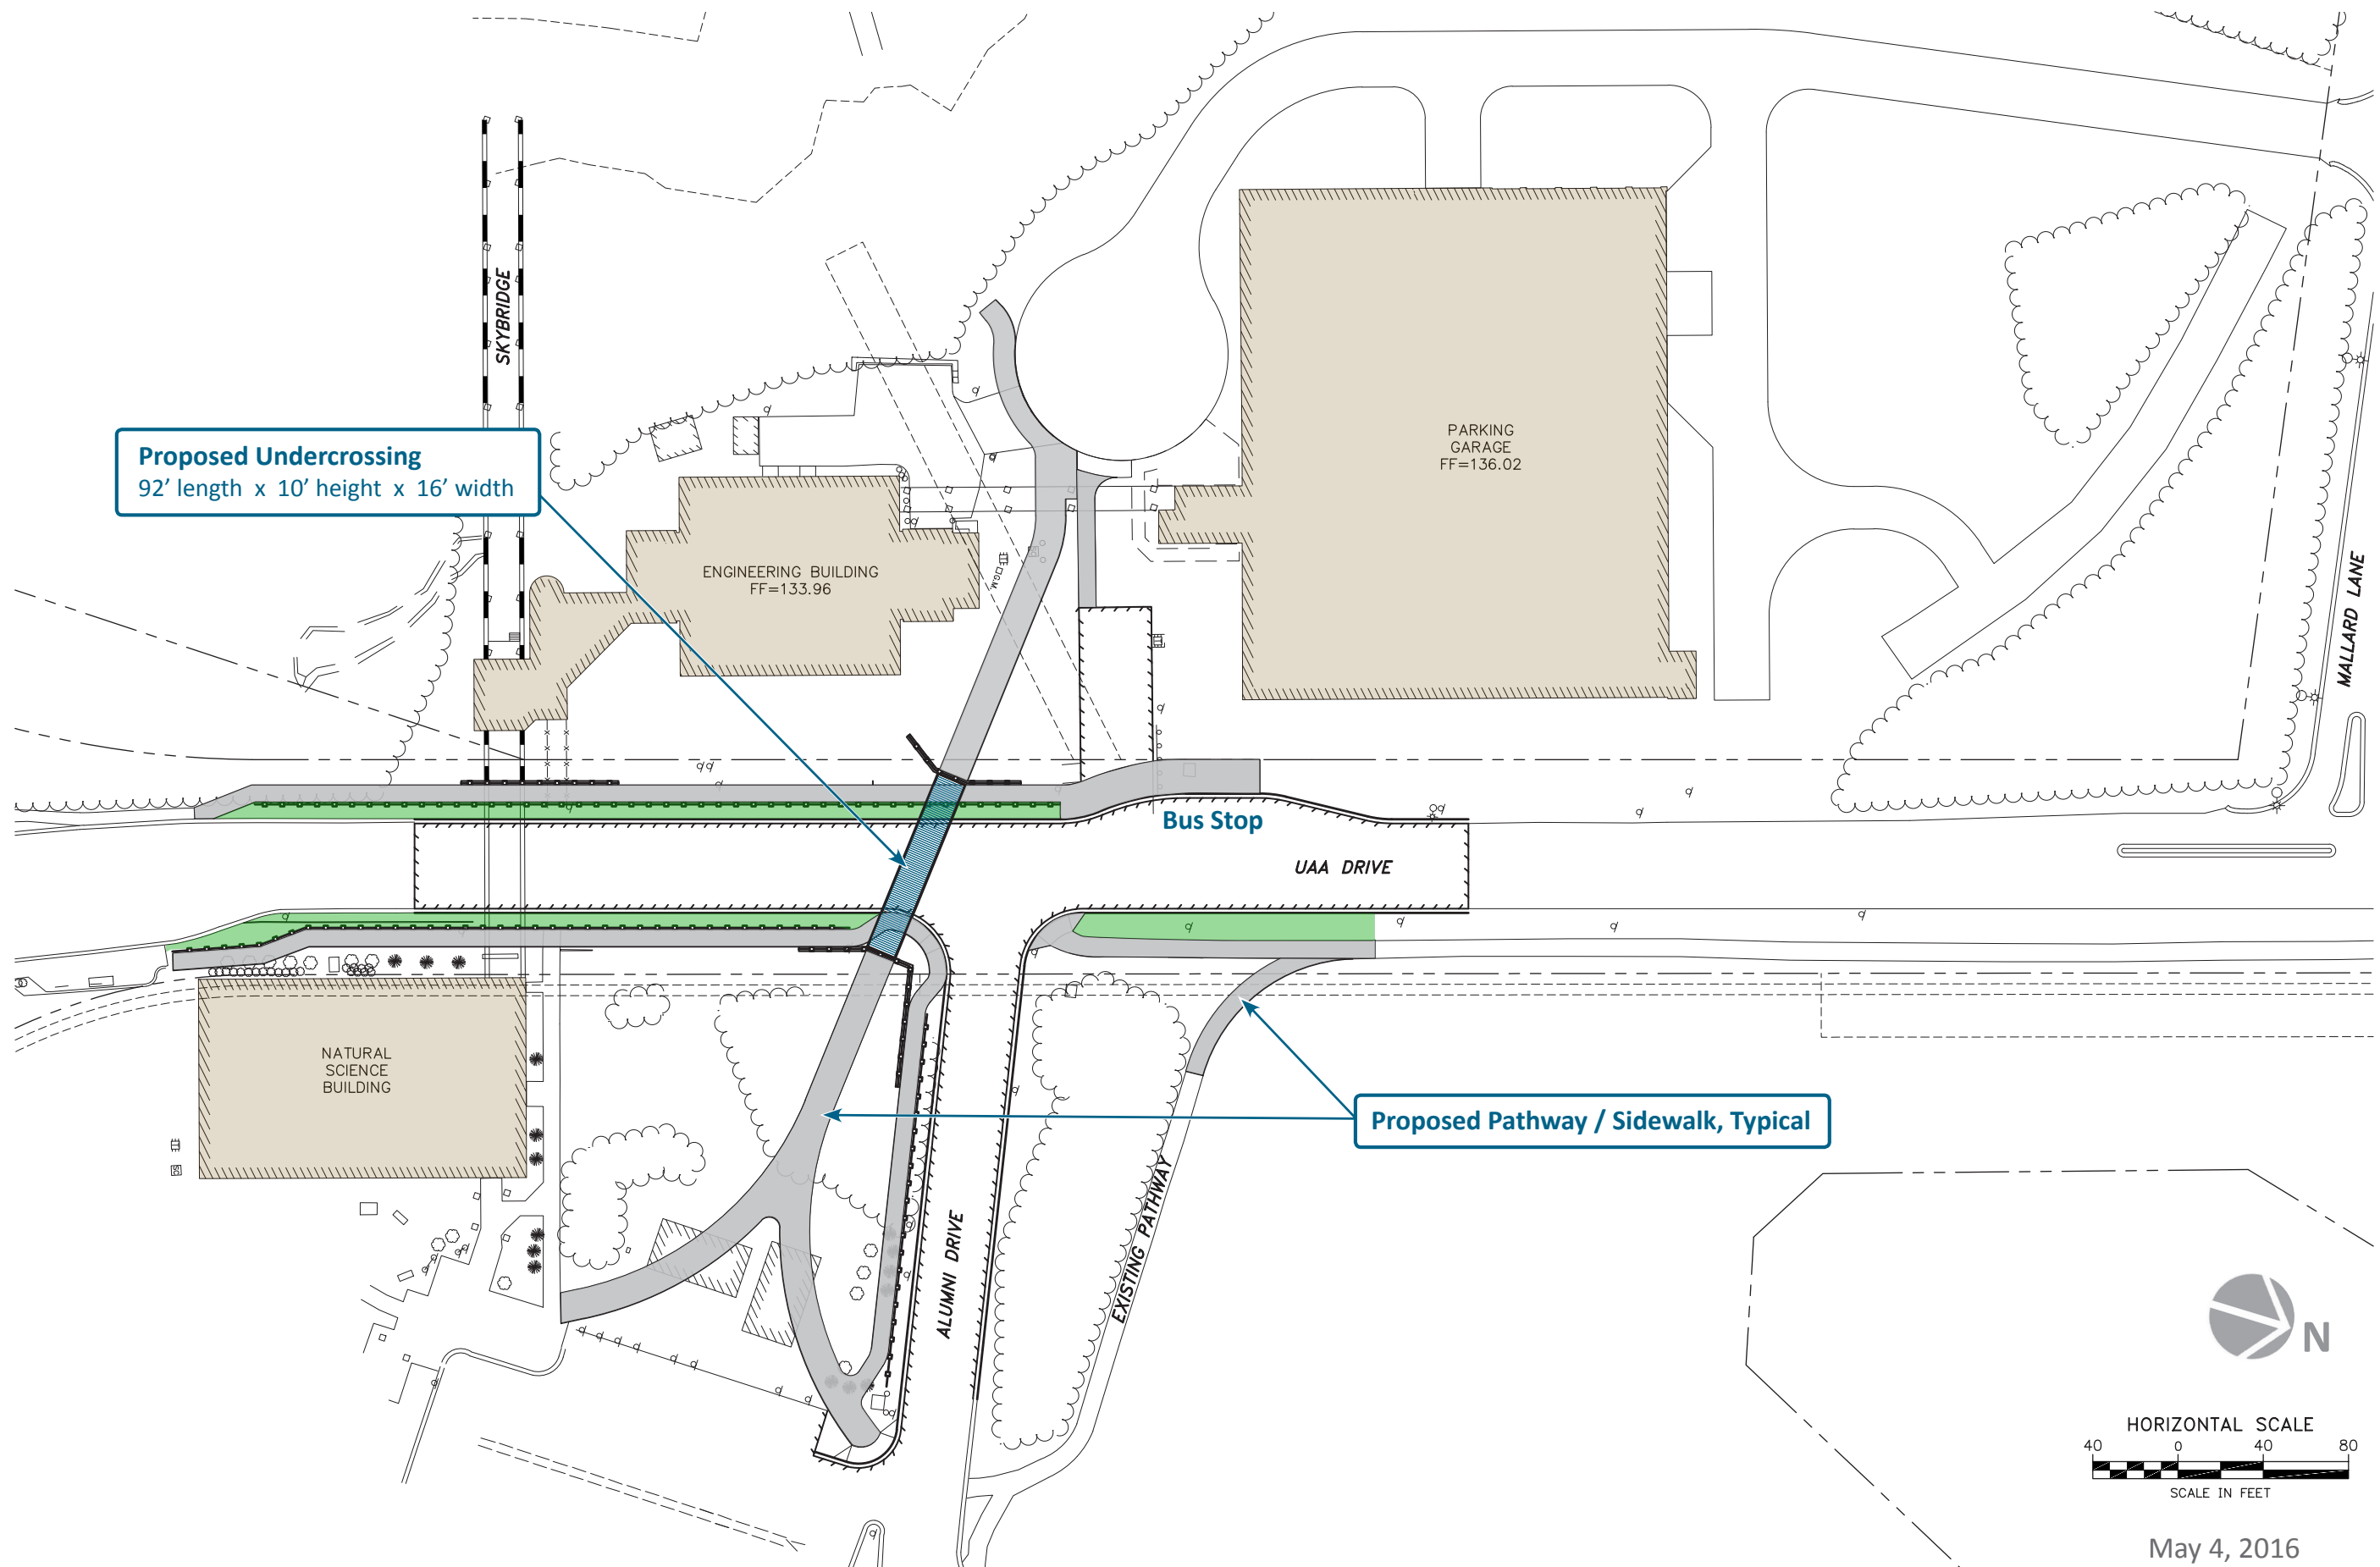 SKYBRIDGE
Proposed Undercrossing
92’ length x 10’ height x 16’ width
PARKING
GARAGE
FF=136.02
ENGINEERING BUILDING
FF=133.96
MALLARD LANE
Bus Stop
UAA DRIVE
NATURAL
SCIENCE
BUILDING
Proposed Pathway / Sidewalk, Typical
ALUMNI DRIVE
EXISTING PATHWAY
N
HORIZONTAL SCALE
40 0 40 80
SCALE IN FEET
May 4, 2016